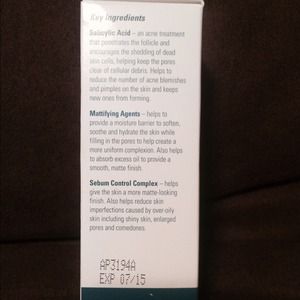 Key Ingredients
Salicylic Acid – an acne treatment
that penetrates the follicle and
encourages the shedding of dead
skin cells, helping keep the pores
clear of cellular debris. Helps to
reduce the number of acne blemishes
and pimples on the skin and keeps
new ones from forming.
Mattifying Agents – helps to
provide a moisture barrier to soften,
soothe and hydrate the skin while
filling in the pores to help create a
more uniform complexion. Also helps
to absorb excess oil to provide a
smooth, matte finish.
Sebum Control Complex – helps
give the skin a more matte-looking
finish. Also helps reduce skin
imperfections caused by over-oily
skin including shiny skin, enlarged
pores and comedones.
AP3194A
EXP 07/15